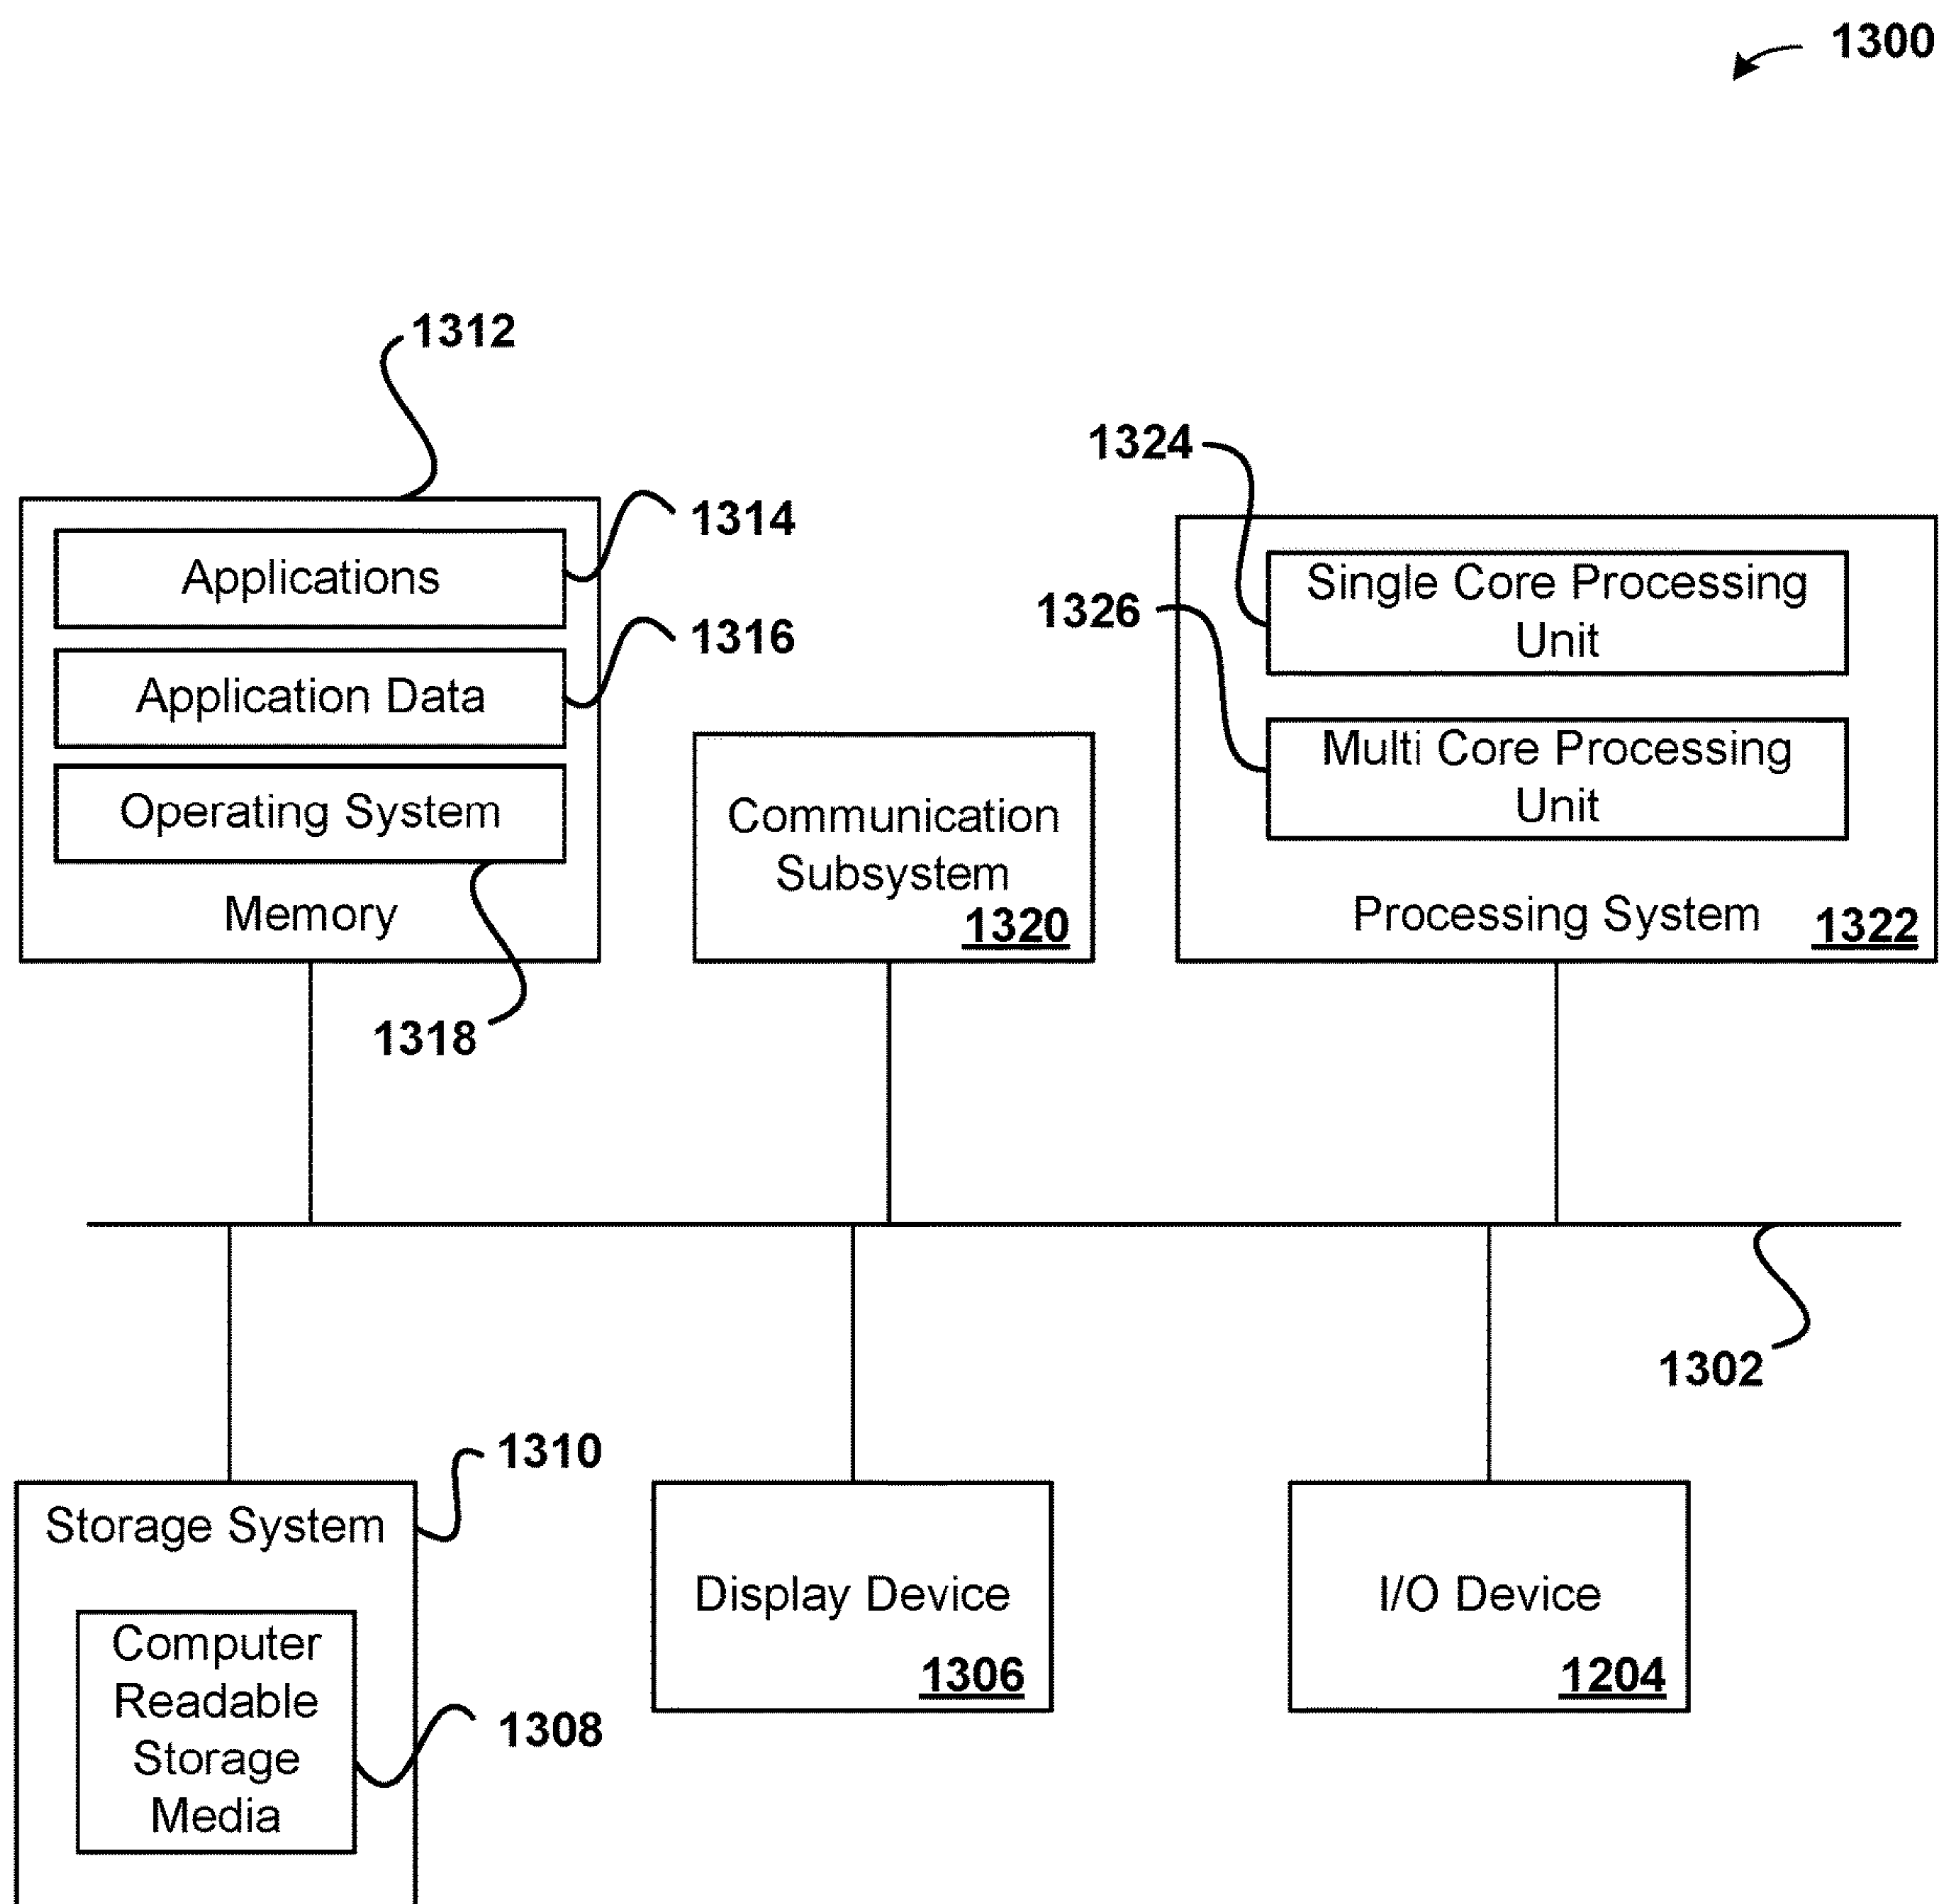 1300
1312
1314
Applications
1316
Application Data
Operating System
Memory
1318
Communication
Subsystem
1320
1324
Single Core Processing
Unit
1326
Multi Core Processing
Unit
Processing System
1322
1302
1310
Storage System
Computer
Readable
Storage
Media
1308
Display Device
1306
I/O Device
1204